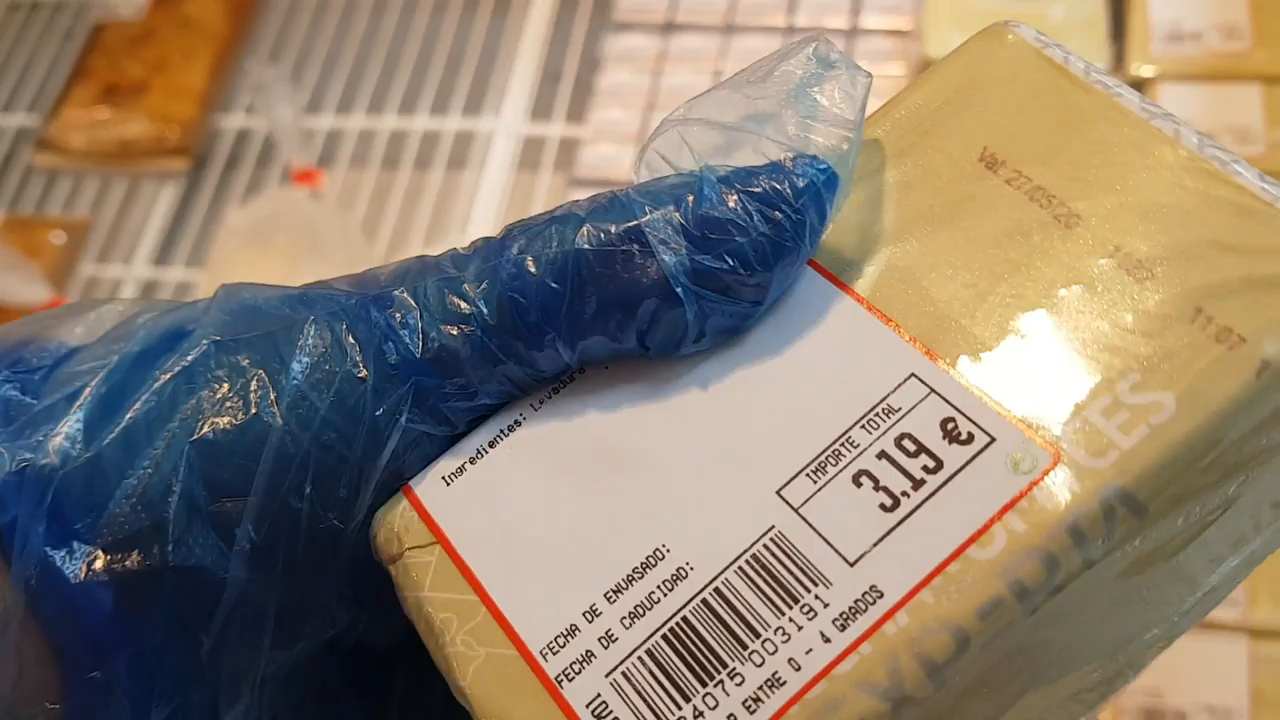 Val: 27/05/20
11:07
Ingredientes: Levadura
IMPORTE TOTAL
3,19 €
FECHA DE ENVASADO:
FECHA DE CADUCIDAD:
4075 003191
ENTRE 0 - 4 GRADOS